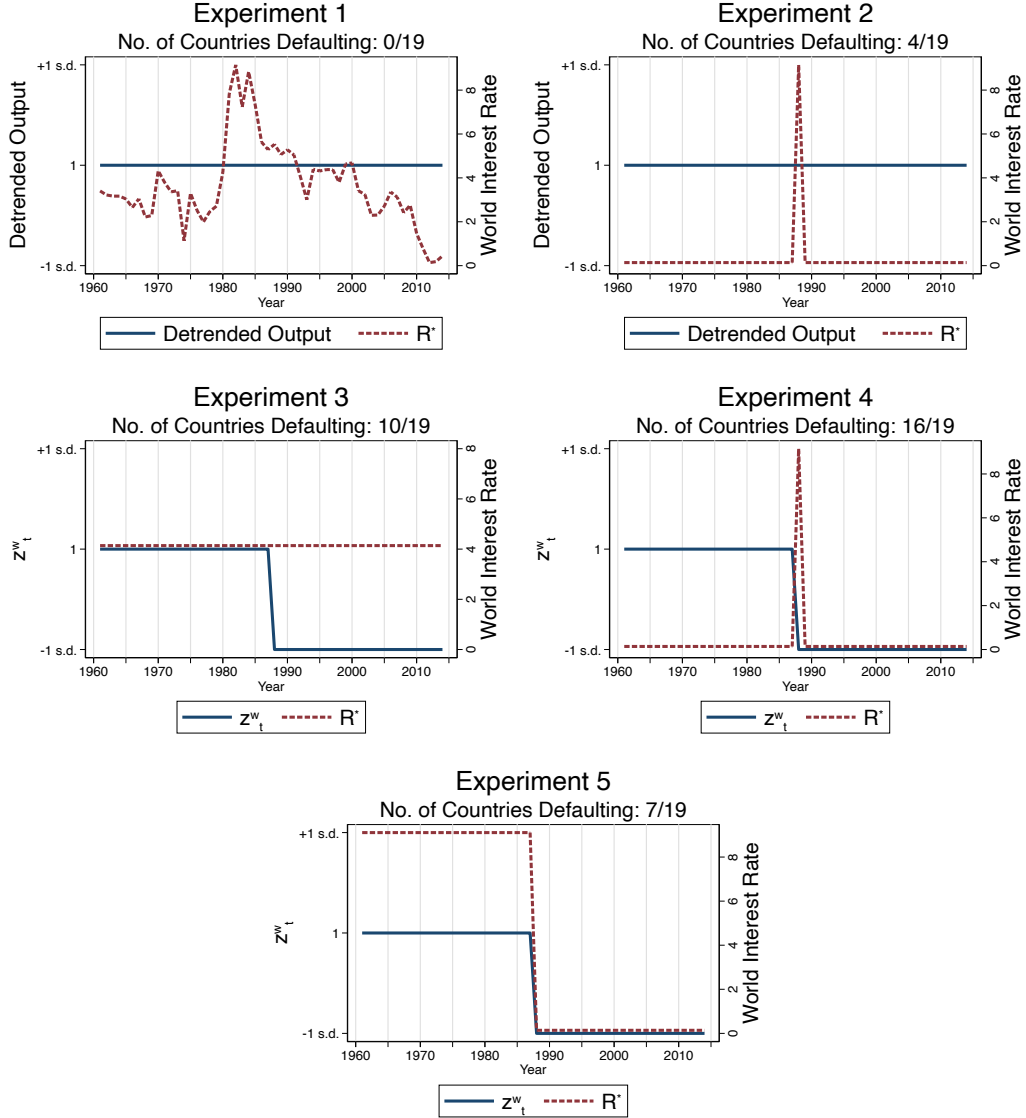 Experiment 1
No. of Countries Defaulting: 0/19
Detrended Output
+1 s.d.
1
-1 s.d.
0 2 4 6 8
World Interest Rate
1960 1970 1980 1990 2000 2010
Year
Detrended Output R*
Experiment 2
No. of Countries Defaulting: 4/19
Detrended Output
+1 s.d.
1
-1 s.d.
0 2 4 6 8
World Interest Rate
1960 1970 1980 1990 2000 2010
Year
Detrended Output R*
Experiment 3
No. of Countries Defaulting: 10/19
z^w_t
+1 s.d.
1
-1 s.d.
0 2 4 6 8
World Interest Rate
1960 1970 1980 1990 2000 2010
Year
z^w_t R*
Experiment 4
No. of Countries Defaulting: 16/19
z^w_t
+1 s.d.
1
-1 s.d.
0 2 4 6 8
World Interest Rate
1960 1970 1980 1990 2000 2010
Year
z^w_t R*
Experiment 5
No. of Countries Defaulting: 7/19
z^w_t
+1 s.d.
1
-1 s.d.
0 2 4 6 8
World Interest Rate
1960 1970 1980 1990 2000 2010
Year
z^w_t R*